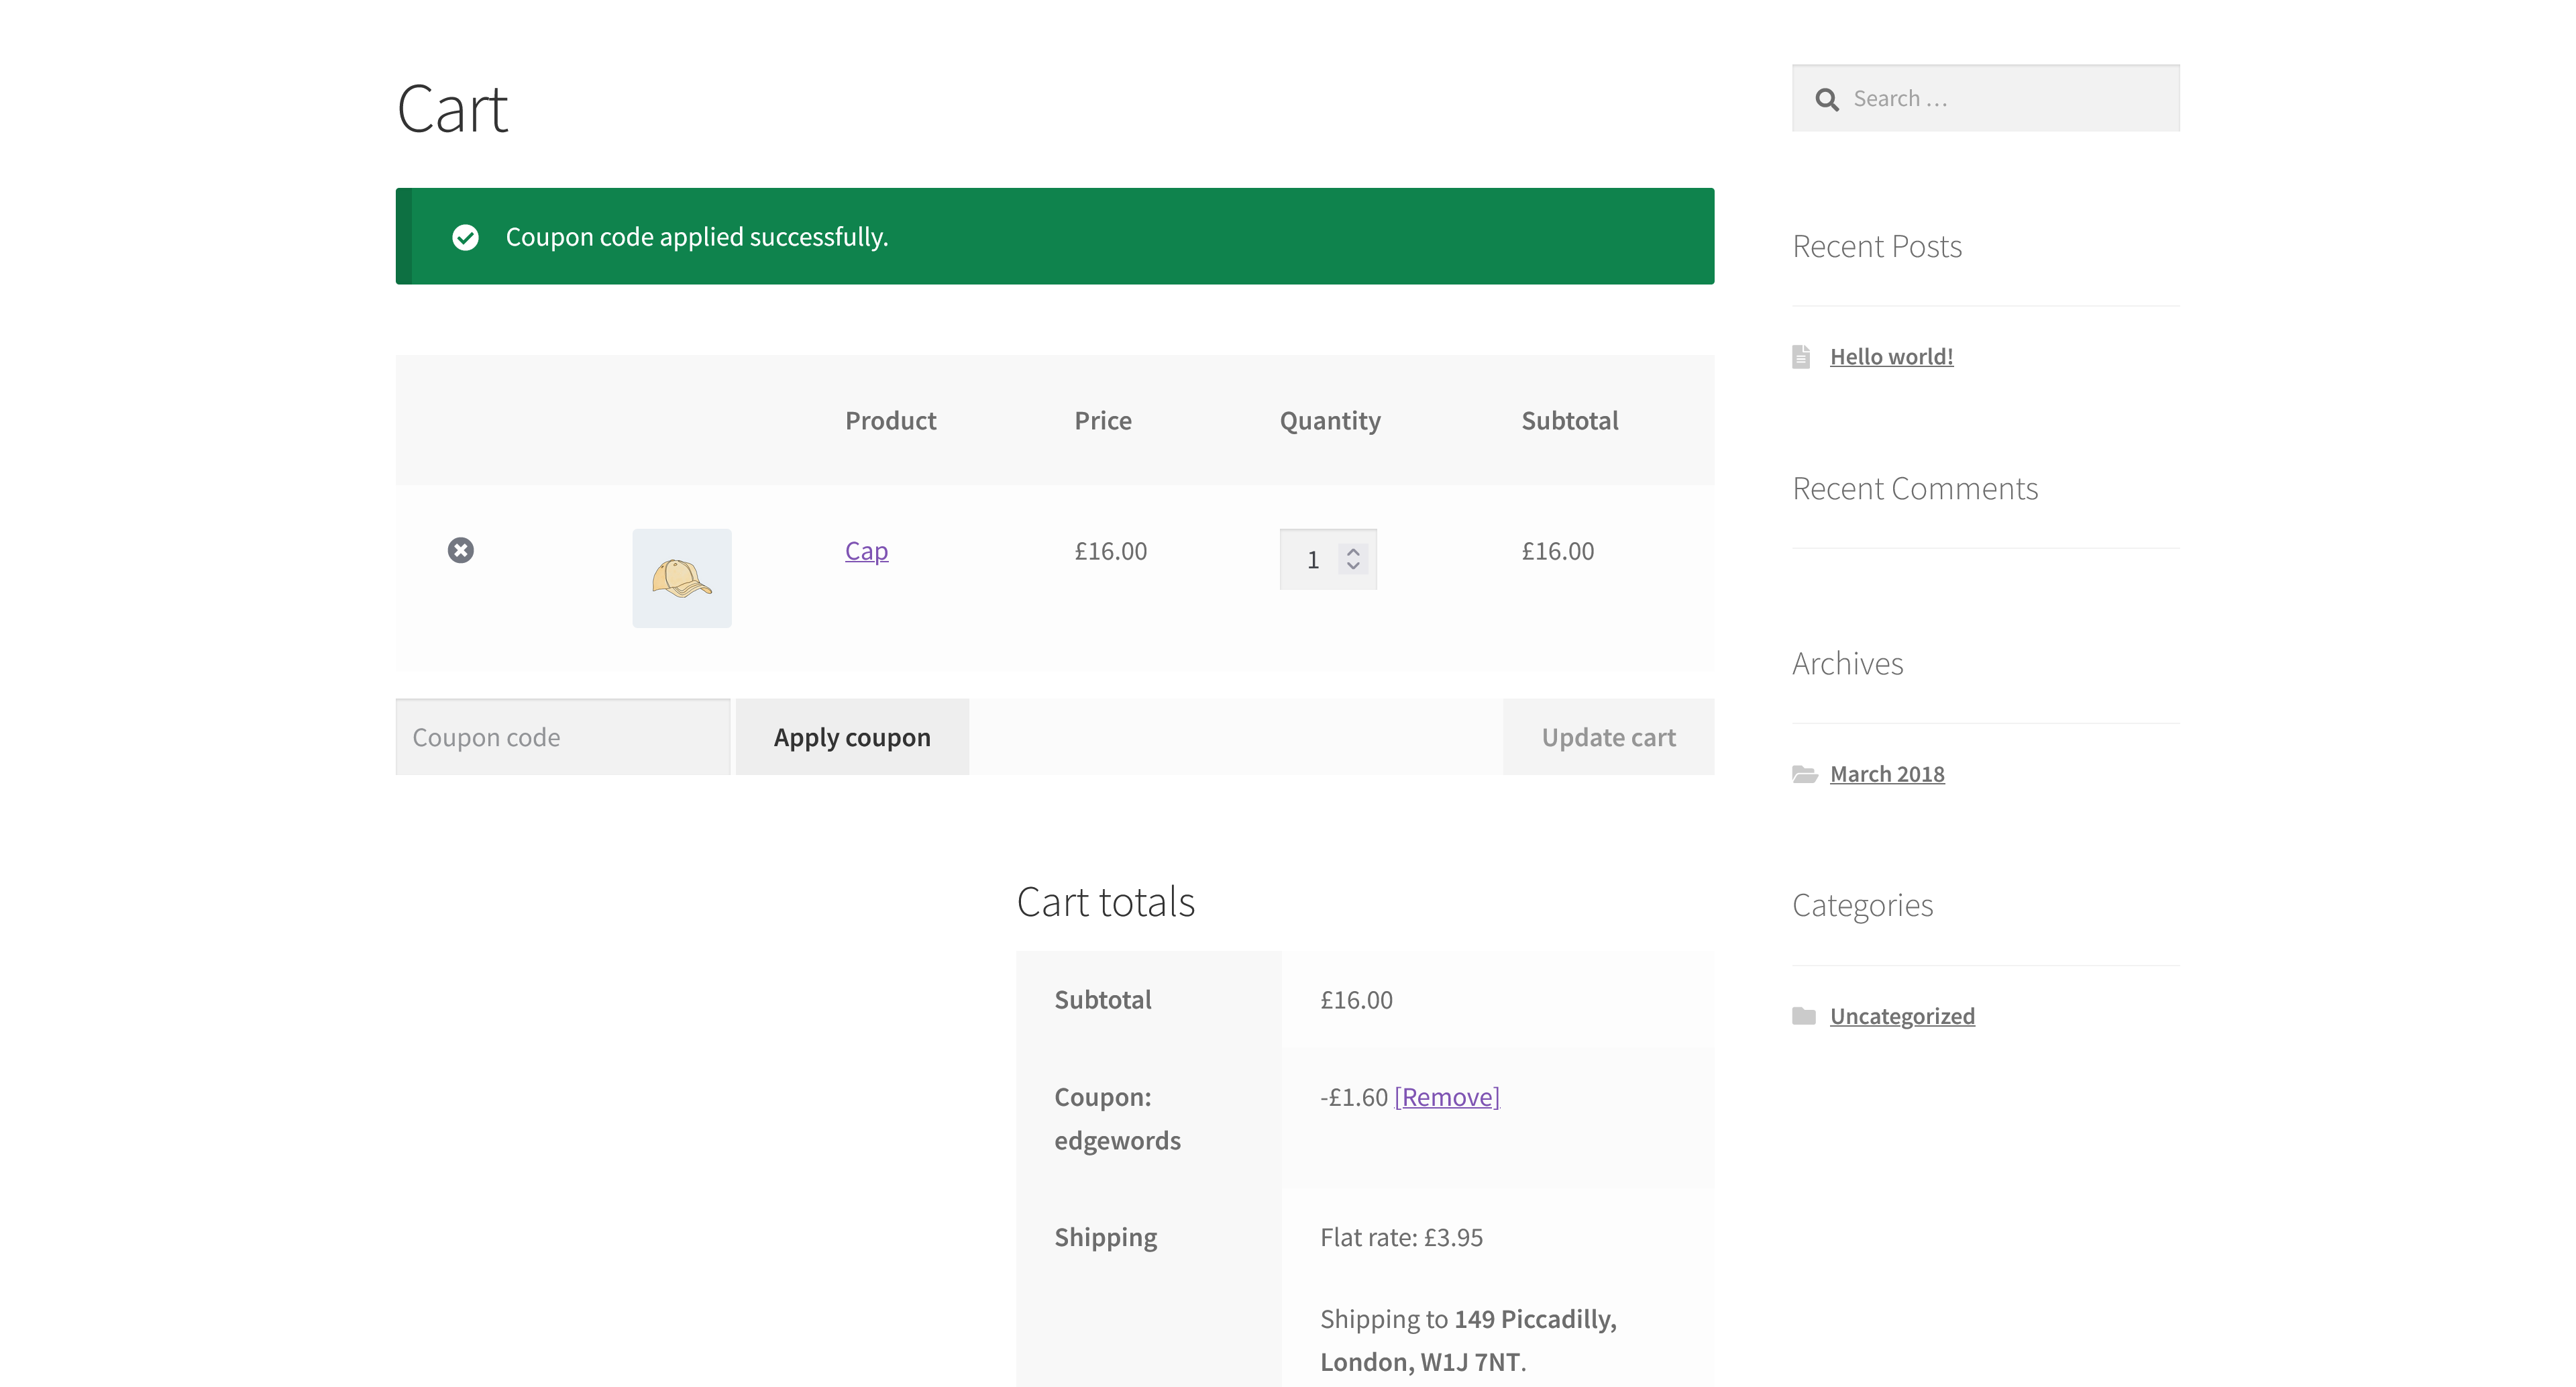 Cart
Coupon code applied successfully.
Product Price Quantity Subtotal
Cap £16.00 1 £16.00
Coupon code Apply coupon Update cart
Cart totals
Subtotal £16.00
Coupon: -£1.60 [Remove]
edgewords
Shipping Flat rate: £3.95
Shipping to 149 Piccadilly,
London, W1J 7NT.
Search …
Recent Posts
Hello world!
Recent Comments
Archives
March 2018
Categories
Uncategorized